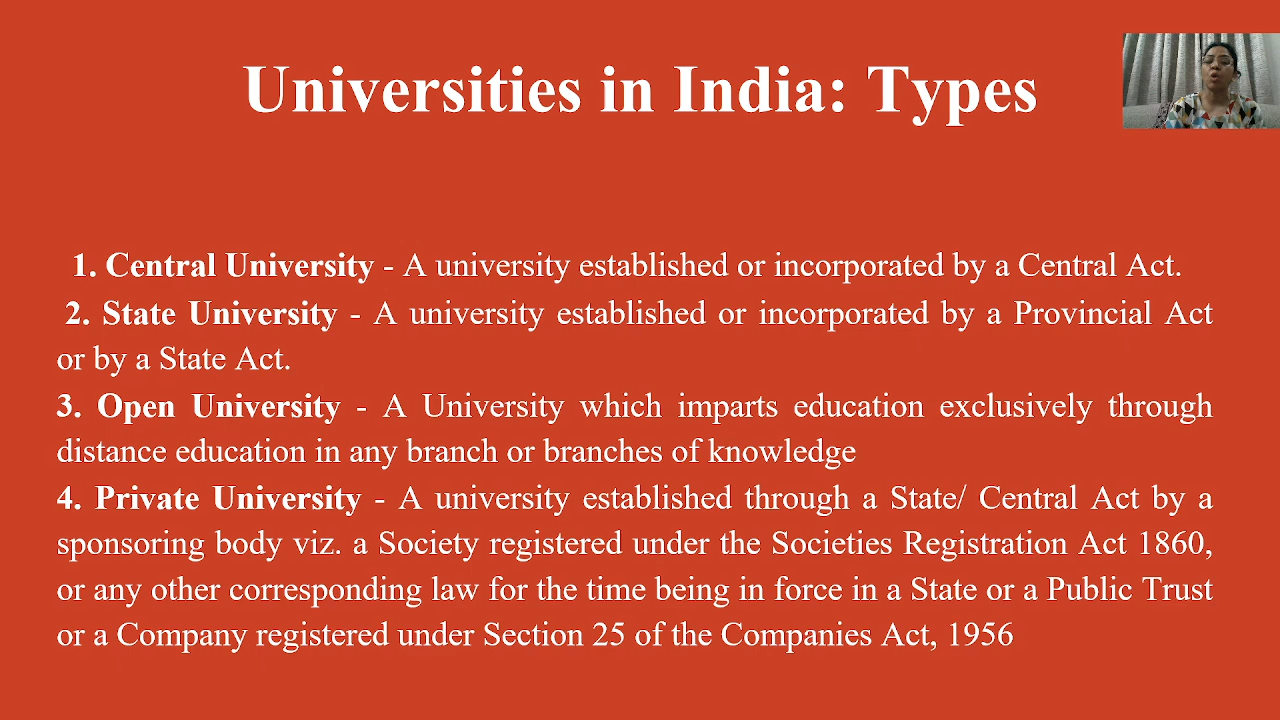 Universities in India: Types
1. Central University - A university established or incorporated by a Central Act.
2. State University - A university established or incorporated by a Provincial Act
or by a State Act.
3. Open University - A University which imparts education exclusively through
distance education in any branch or branches of knowledge
4. Private University - A university established through a State/ Central Act by a
sponsoring body viz. a Society registered under the Societies Registration Act 1860,
or any other corresponding law for the time being in force in a State or a Public Trust
or a Company registered under Section 25 of the Companies Act, 1956